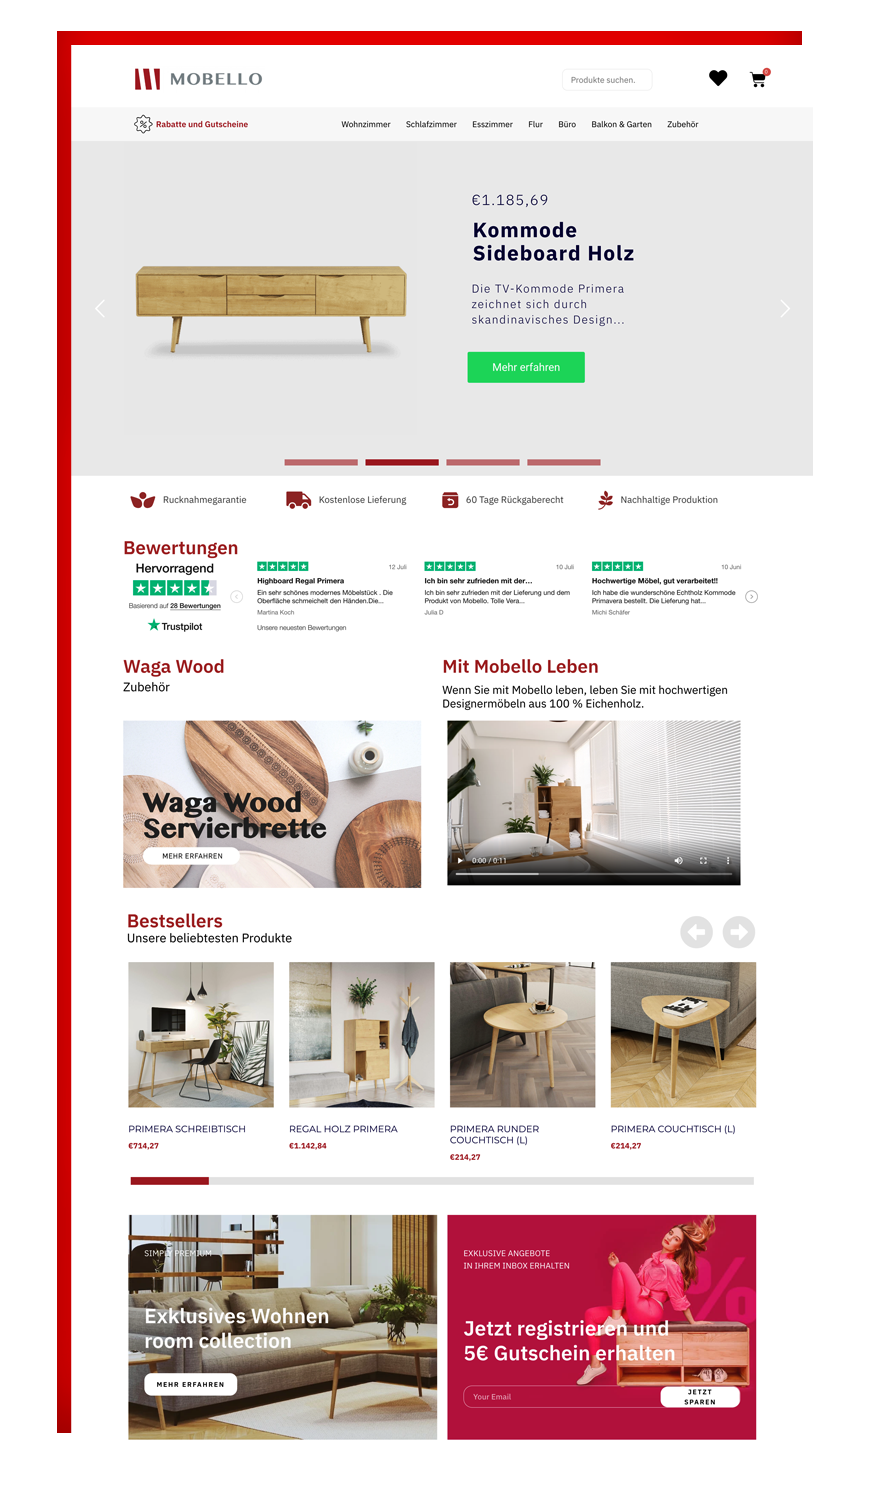 MOBELLO
Produkte suchen.
0
Rabatte und Gutscheine
Wohnzimmer
Schlafzimmer
Esszimmer
Flur
Büro
Balkon & Garten
Zubehör
€1.185,69
Kommode
Sideboard Holz
Die TV-Kommode Primera
zeichnet sich durch
skandinavisches Design...
Mehr erfahren
Rucknahmegarantie
Kostenlose Lieferung
60 Tage Rückgaberecht
Nachhaltige Produktion
Bewertungen
Hervorragend
Basierend auf 28 Bewertungen
Trustpilot
12 Juli
Highboard Regal Primera
Ein sehr schönes modernes Möbelstück . Die
Oberfläche schmeichelt den Händen.Die...
Martina Koch
Unsere neuesten Bewertungen
10 Juli
Ich bin sehr zufrieden mit der...
Ich bin sehr zufrieden mit der Lieferung und dem
Produkt von Mobello. Tolle Vera...
Julia D
10 Juni
Hochwertige Möbel, gut verarbeitet!!
Ich habe die wunderschöne Echtholz Kommode
Primavera bestellt. Die Lieferung hat...
Michi Schäfer
Waga Wood
Zubehör
Waga Wood
Servierbrette
MEHR ERFAHREN
Mit Mobello Leben
Wenn Sie mit Mobello leben, leben Sie mit hochwertigen
Designermöbeln aus 100 % Eichenholz.
0:00 / 0:11
Bestsellers
Unsere beliebtesten Produkte
PRIMERA SCHREIBTISCH
€714,27
REGAL HOLZ PRIMERA
€1.142,84
PRIMERA RUNDER
COUCHTISCH (L)
€214,27
PRIMERA COUCHTISCH (L)
€214,27
SIMPLY PREMIUM
Exklusives Wohnen
room collection
MEHR ERFAHREN
EXKLUSIVE ANGEBOTE
IN IHREM INBOX ERHALTEN
%
Jetzt registrieren und
5€ Gutschein erhalten
Your Email
JETZT
SPAREN